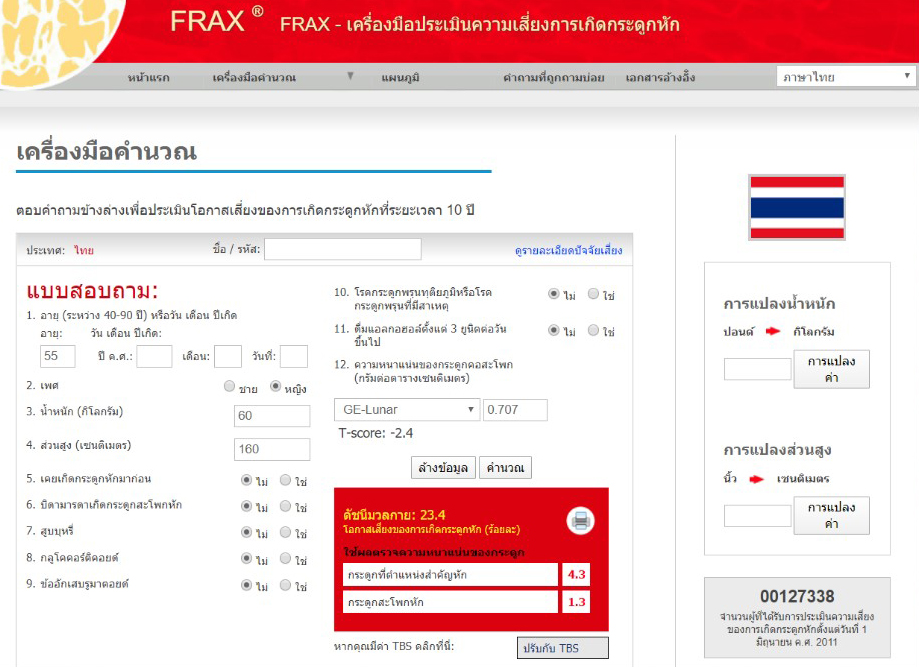 FRAX ® FRAX - เครื่องมือประเมินความเสี่ยงการเกิดกระดูกหัก
หน้าแรก เครื่องมือคำนวณ ▼ แผนภูมิ คำถามที่ถูกถามบ่อย เอกสารอ้างอิ้ง ภาษาไทย
เครื่องมือคำนวณ
ตอบคำถามข้างล่างเพื่อประเมินโอกาสเสี่ยงของการเกิดกระดูกหักที่ระยะเวลา 10 ปี
ประเทศ: ไทย ชื่อ / รหัส: ดูรายละเอียดปัจจัยเสี่ยง
แบบสอบถาม:
1. อายุ (ระหว่าง 40-90 ปี) หรือวัน เดือน ปีเกิด
อายุ: วัน เดือน ปีเกิด:
55 ปี ค.ศ.: เดือน: วันที่:
2. เพศ ชาย หญิง
3. น้ำหนัก (กิโลกรัม) 60
4. ส่วนสูง (เซนติเมตร) 160
5. เคยเกิดกระดูกหักมาก่อน ไม่ ใช่
6. บิดามารดาเกิดกระดูกสะโพกหัก ไม่ ใช่
7. สูบบุหรี่ ไม่ ใช่
8. กลูโคคอร์ติคอยด์ ไม่ ใช่
9. ข้ออักเสบรูมาตอยด์ ไม่ ใช่
10. โรคกระดูกพรุนทุติยภูมิหรือโรค
กระดูกพรุนที่มีสาเหตุ ไม่ ใช่
11. ดื่มแอลกอฮอล์ตั้งแต่ 3 ยูนิตต่อวัน
ขึ้นไป ไม่ ใช่
12. ความหนาแน่นของกระดูกคอสะโพก
(กรัมต่อตารางเซนติเมตร)
GE-Lunar 0.707
T-score: -2.4
ล้างข้อมูล คำนวณ
ดัชนีมวลกาย: 23.4
โอกาสเสี่ยงของการเกิดกระดูกหัก (ร้อยละ)
ใช้ผลตรวจความหนาแน่นของกระดูก
กระดูกที่ตำแหน่งสำคัญหัก 4.3
กระดูกสะโพกหัก 1.3
หากคุณมีค่า TBS คลิกที่นี่: ปรับกับ TBS
การแปลงน้ำหนัก
ปอนด์ กิโลกรัม
การแปลง
ค่า
การแปลงส่วนสูง
นิ้ว เซนติเมตร
การแปลง
ค่า
00127338
จำนวนผู้ที่ได้รับการประเมินความเสี่ยง
ของการเกิดกระดูกหักตั้งแต่วันที่ 1
มิถุนายน ค.ศ. 2011